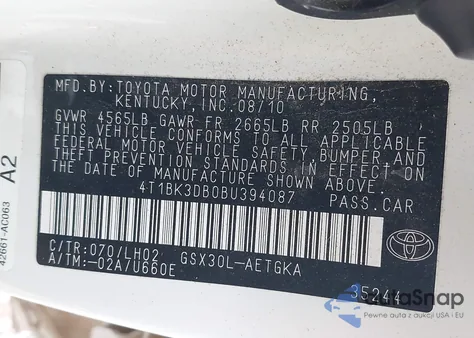 MFD.BY:TOYOTA MOTOR MANUFACTURING,
KENTUCKY,INC.08/10
GVWR 4565LB GAWR FR 2665LB RR 2505LB
THIS VEHICLE CONFORMS TO ALL APPLICABLE
FEDERAL MOTOR VEHICLE SAFETY,BUMPER,AND
THEFT PREVENTION STANDARDS IN EFFECT ON
THE DATE OF MANUFACTURE SHOWN ABOVE.
4T1BK3DB0BU394087 PASS.CAR
C/TR:070/LH02 GSX30L-AETGKA
A/TM:-02A/U660E
TOYOTA
A2
42661-AC063
AutoSnap
Pewne auta z aukcji USA i EU